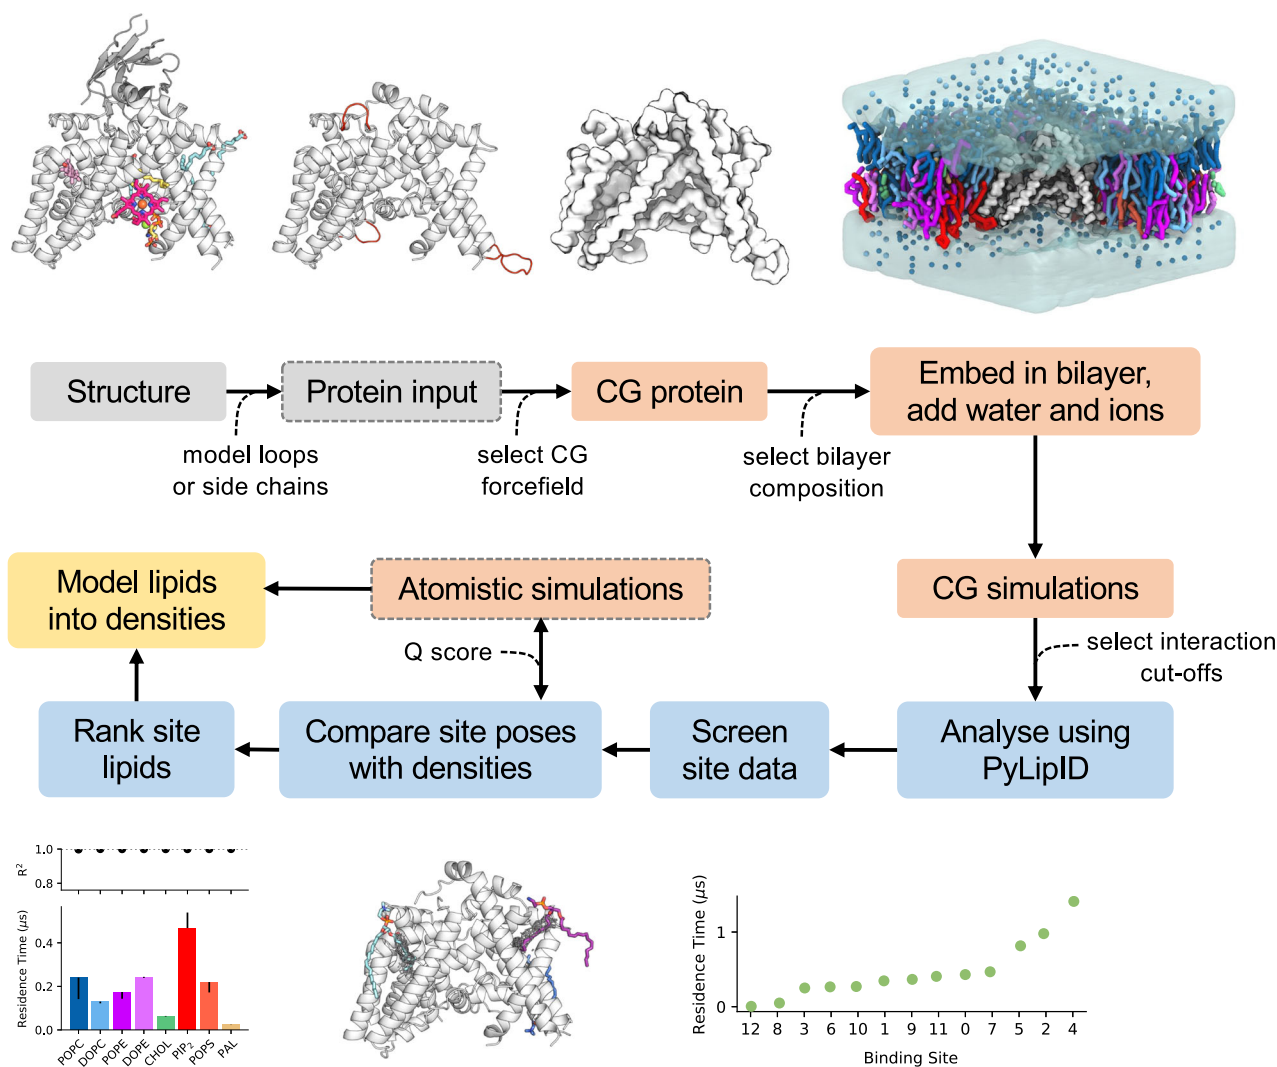 Structure
Protein input
CG protein
Embed in bilayer,
add water and ions
model loops
or side chains
select CG
forcefield
select bilayer
composition
Model lipids
into densities
Atomistic simulations
CG simulations
Q score
select interaction
cut-offs
Rank site
lipids
Compare site poses
with densities
Screen
site data
Analyse using
PyLipID
R²
1.0
0.8
Residence Time (μs)
0.4
0.2
0.0
POPC
DOPC
POPE
DOPE
CHOL
PIP₂
POPS
PAL
Residence Time (μs)
1
0
12 8 3 6 10 1 9 11 0 7 5 2 4
Binding Site